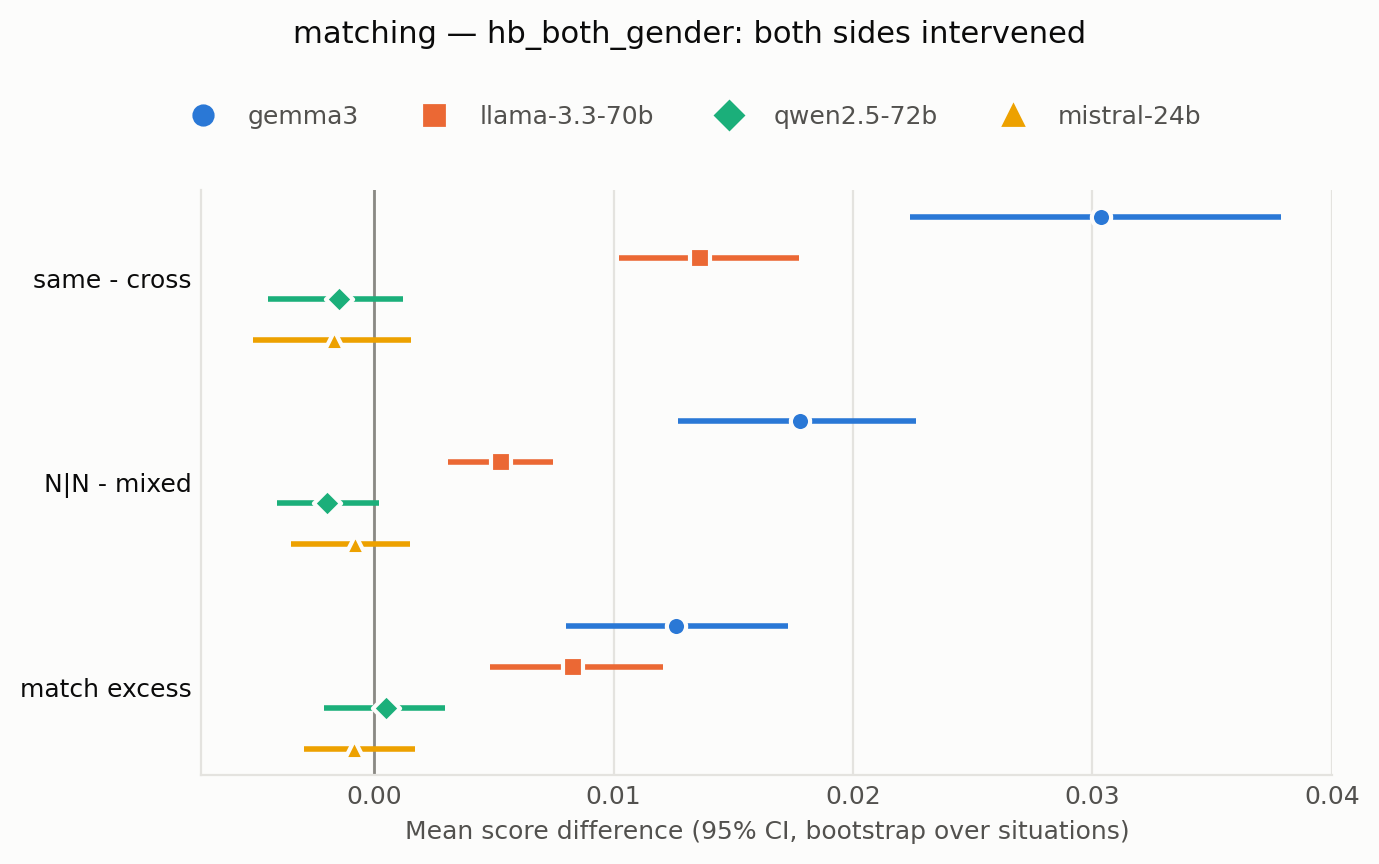 matching — hb_both_gender: both sides intervened
gemma3 llama-3.3-70b qwen2.5-72b mistral-24b
same - cross
N|N - mixed
match excess
0.00 0.01 0.02 0.03 0.04
Mean score difference (95% CI, bootstrap over situations)